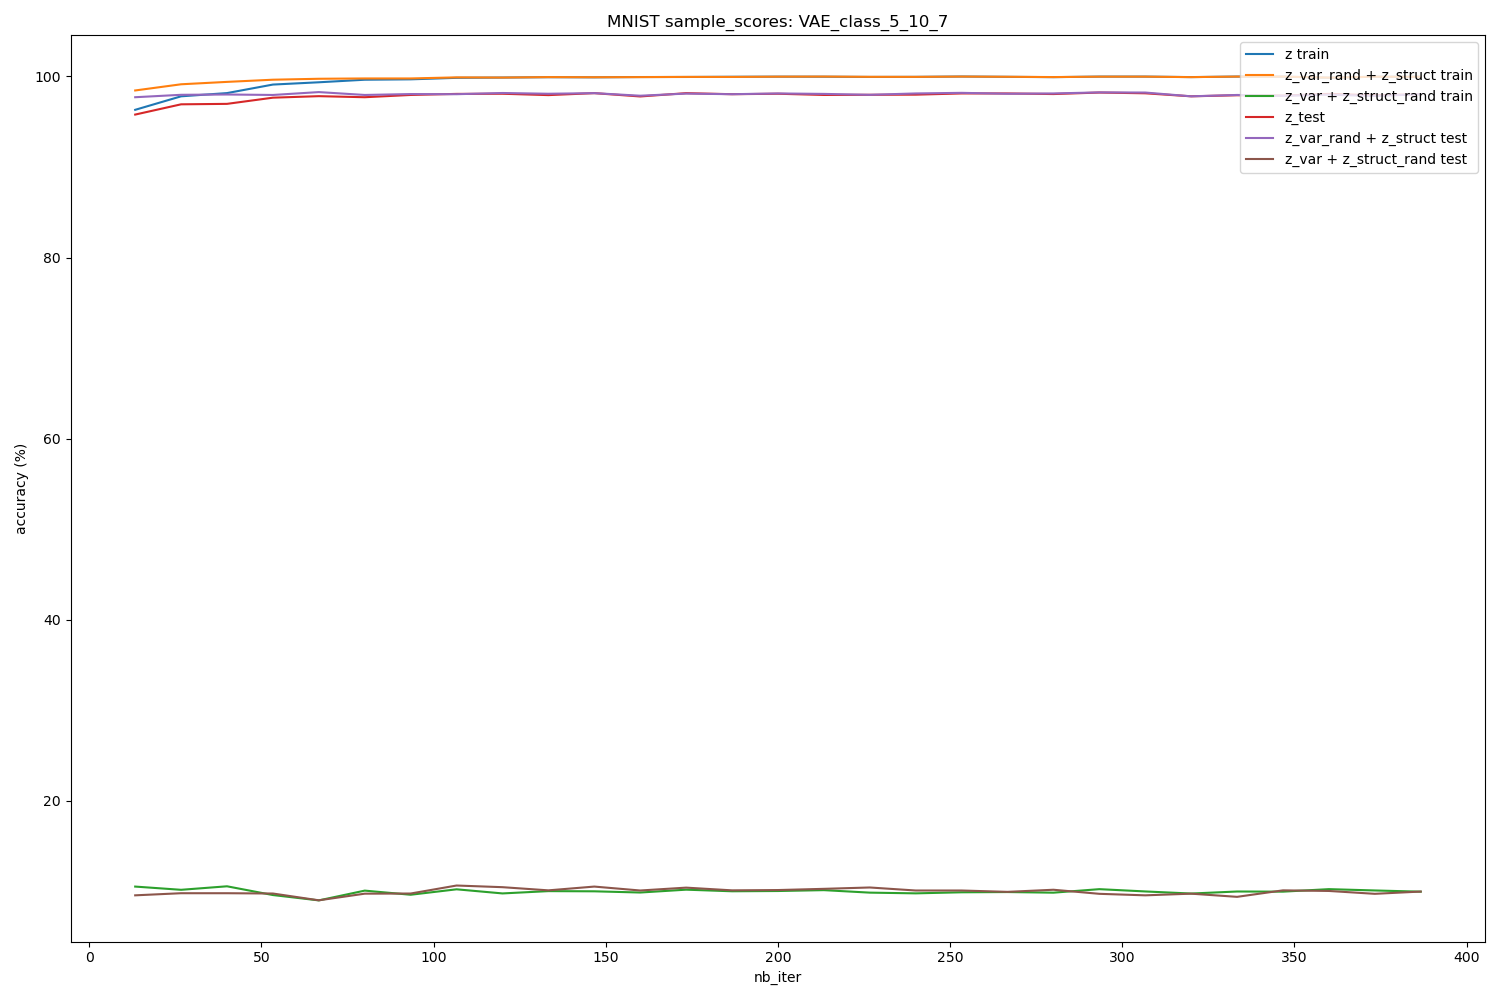 MNIST sample_scores: VAE_class_5_10_7
z train
z_var_rand + z_struct train
z_var + z_struct_rand train
z_test
z_var_rand + z_struct test
z_var + z_struct_rand test
100
80
60
40
20
accuracy (%)
0 50 100 150 200 250 300 350 400
nb_iter